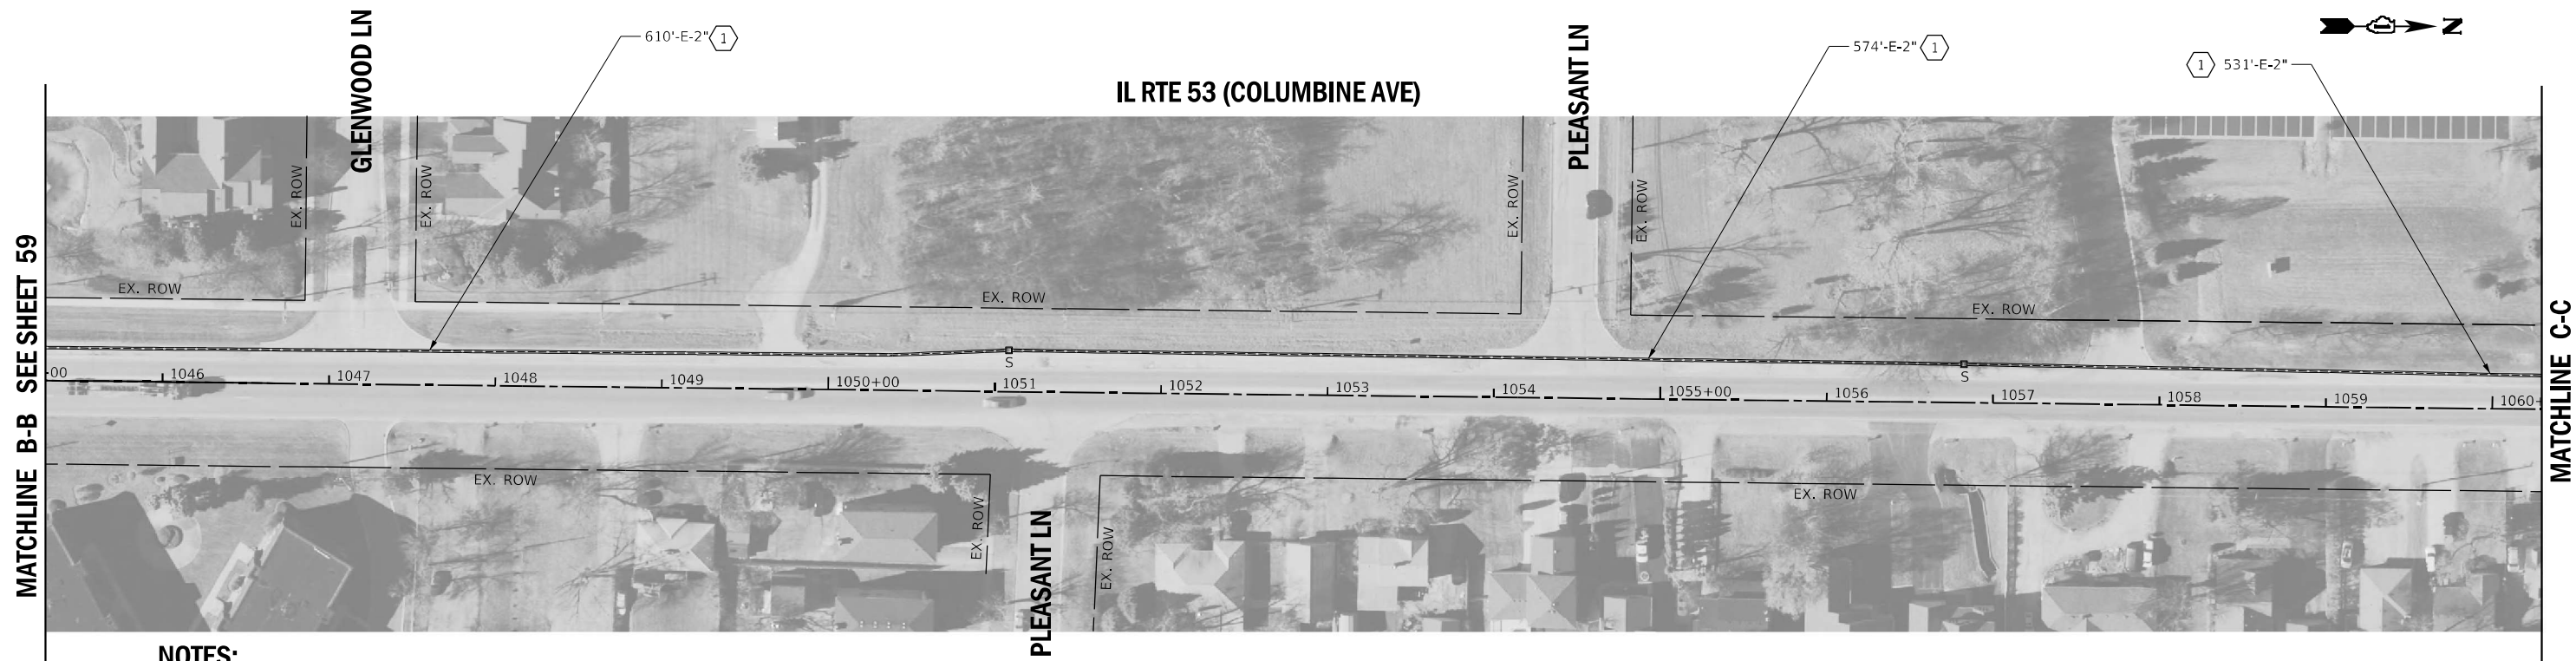 GLENWOOD LN
610'-E-2" 1
IL RTE 53 (COLUMBINE AVE)
PLEASANT LN
574'-E-2" 1
1 531'-E-2"
N
EX. ROW
EX. ROW
EX. ROW
EX. ROW
EX. ROW
EX. ROW
EX. ROW
MATCHLINE B-B SEE SHEET 59
MATCHLINE C-C
S
S
00 1046 1047 1048 1049 1050+00 1051 1052 1053 1054 1055+00 1056 1057 1058 1059 1060+
EX. ROW
EX. ROW
EX. ROW
EX. ROW
PLEASANT LN
NOTES: